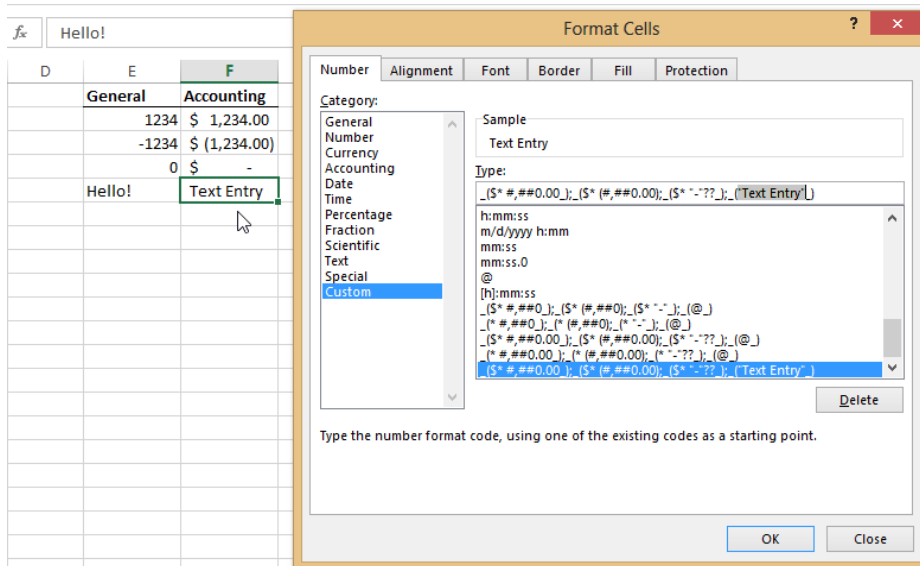 fx Hello!
Format Cells
? ×
D E F
General Accounting
1234 $ 1,234.00
-1234 $ (1,234.00)
0 $ -
Hello! Text Entry
Number Alignment Font Border Fill Protection
Category:
General
Number
Currency
Accounting
Date
Time
Percentage
Fraction
Scientific
Text
Special
Custom
Sample
Text Entry
Type:
_($* #,##0.00_);_($* (#,##0.00);_($* "-"??_);_("Text Entry"_)
h:mm:ss
m/d/yyyy h:mm
mm:ss
mm:ss.0
@
[h]:mm:ss
_($* #,##0_);_($* (#,##0);_($* "-"_);_(@_)
_(* #,##0_);_(* (#,##0);_(* "-"_);_(@_)
_($* #,##0.00_);_($* (#,##0.00);_($* "-"??_);_(@_)
_(* #,##0.00_);_(* (#,##0.00);_(* "-"??_);_(@_)
_($* #,##0.00_);_($* (#,##0.00);_($* "-"??_);_("Text Entry"_)
Delete
Type the number format code, using one of the existing codes as a starting point.
OK Close